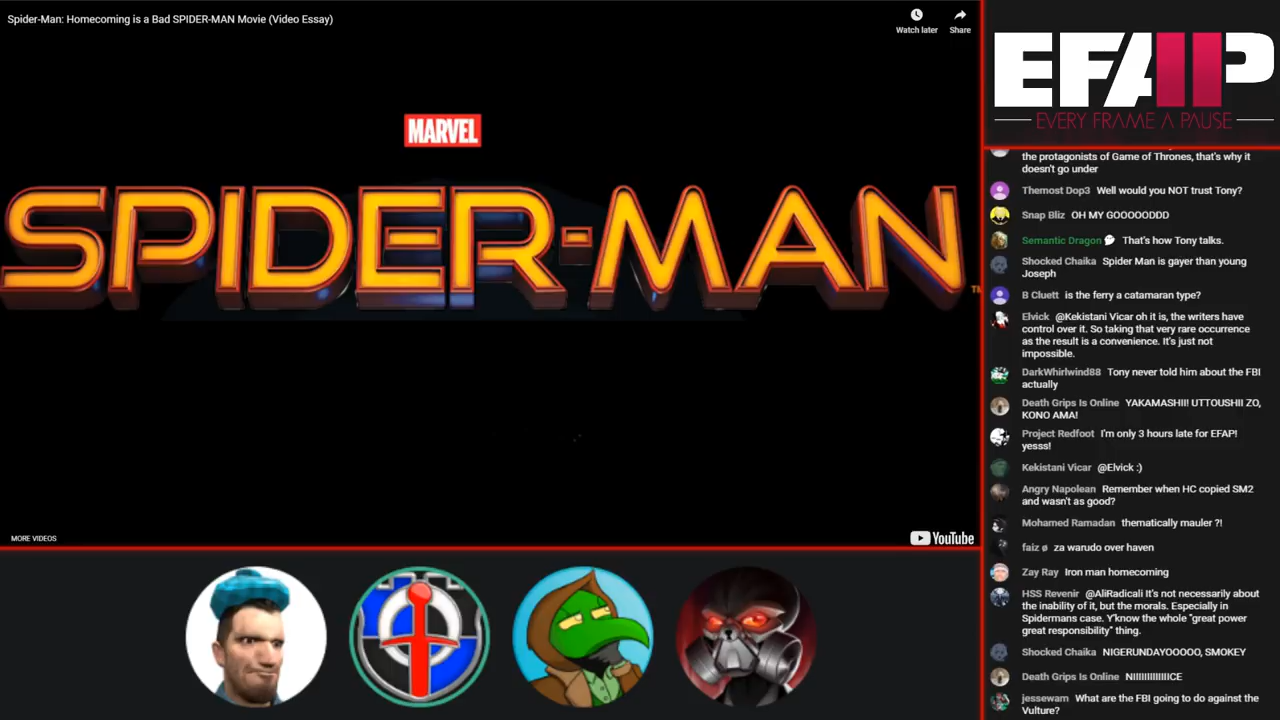 Spider-Man: Homecoming is a Bad SPIDER-MAN Movie (Video Essay)
Watch later
Share
MARVEL
SPIDER-MAN
TM
MORE VIDEOS
YouTube
EFAP
EVERY FRAME A PAUSE
the protagonists of Game of Thrones, that's why it
doesn't go under
Themost Dop3 Well would you NOT trust Tony?
Snap Bliz OH MY GOOOOODDD
Semantic Dragon That's how Tony talks.
Shocked Chaika Spider Man is gayer than young
Joseph
B Cluett is the ferry a catamaran type?
Elvick @Kekistani Vicar oh it is, the writers have
control over it. So taking that very rare occurrence
as the result is a convenience. It's just not
impossible.
DarkWhirlwind88 Tony never told him about the FBI
actually
Death Grips Is Online YAKAMASHII! UTTOUSHII ZO,
KONO AMA!
Project Redfoot I'm only 3 hours late for EFAP!
yesss!
Kekistani Vicar @Elvick :)
Angry Napolean Remember when HC copied SM2
and wasn't as good?
Mohamed Ramadan thematically mauler ?!
faiz ø za warudo over haven
Zay Ray Iron man homecoming
HSS Revenir @AliRadicali It's not necessarily about
the inability of it, but the morals. Especially in
Spidermans case. Y'know the whole "great power
great responsibility" thing.
Shocked Chaika NIGERUNDAYOOOOO, SMOKEY
Death Grips Is Online NIIIIIIIIIIIIICE
jessewam What are the FBI going to do against the
Vulture?